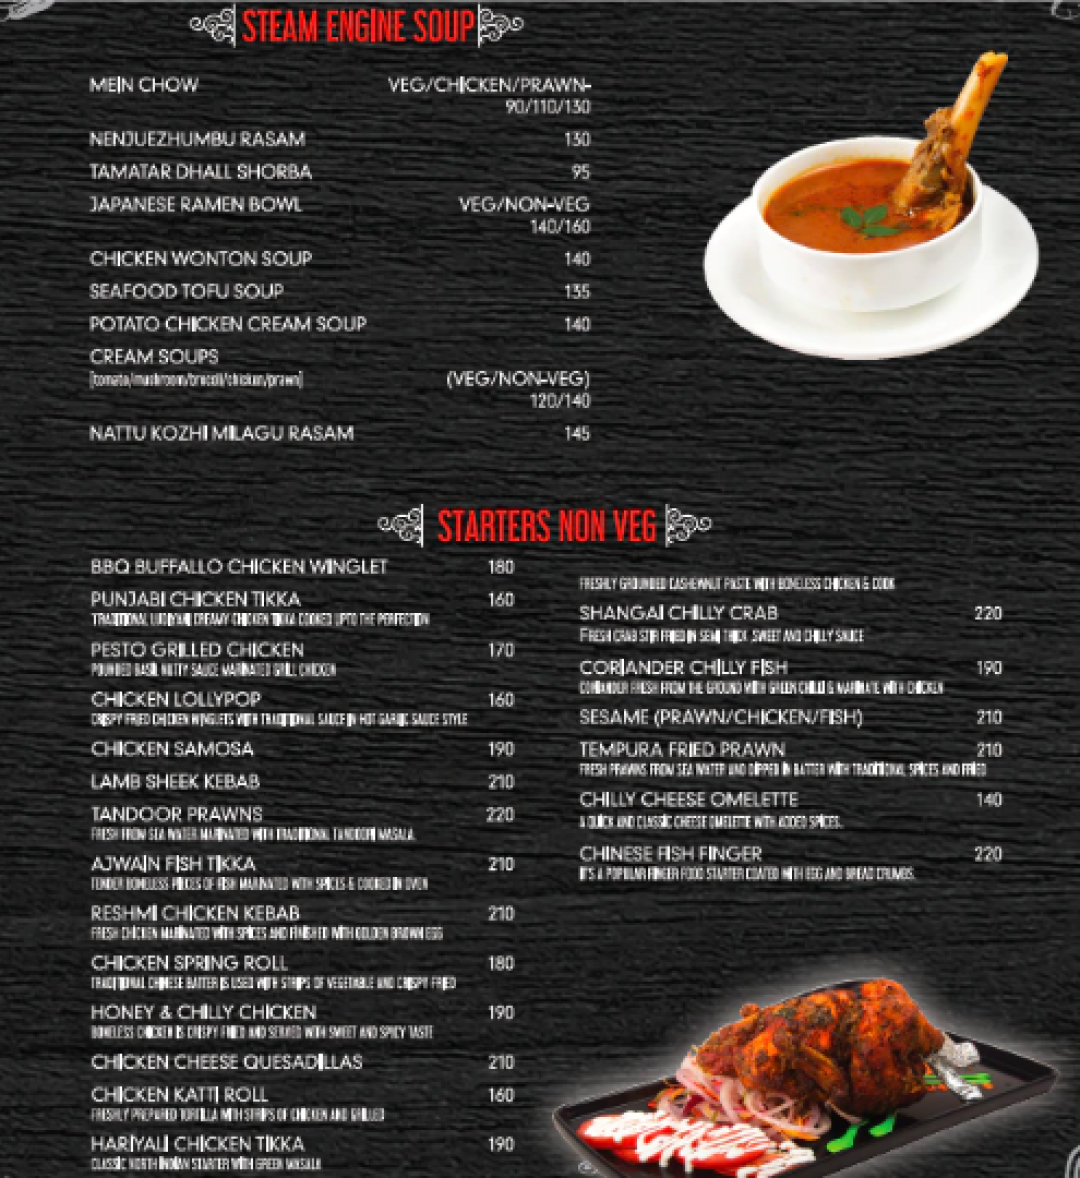 STEAM ENGINE SOUP
MEIN CHOW VEG/CHICKEN/PRAWN-
90/110/130
NENJUEZHUMBU RASAM 130
TAMATAR DHALL SHORBA 95
JAPANESE RAMEN BOWL VEG/NON-VEG
140/160
CHICKEN WONTON SOUP 140
SEAFOOD TOFU SOUP 135
POTATO CHICKEN CREAM SOUP 140
CREAM SOUPS
[tomato/mushroom/brocoli/chicken/prawn] (VEG/NON-VEG)
120/140
NATTU KOZHI MILAGU RASAM 145
STARTERS NON VEG
BBQ BUFFALLO CHICKEN WINGLET 180
PUNJABI CHICKEN TIKKA 160
TRADITIONAL LUDIYANI CREAMY CHICKEN TIKKA COOKED UPTO THE PERFECTION
PESTO GRILLED CHICKEN 170
POUNDED BASIL NUTTY SAUCE MARINATED GRILL CHICKEN
CHICKEN LOLLYPOP 160
CRISPY FRIED CHICKEN WINGLETS WITH TRADITIONAL SAUCE IN HOT GARLIC SAUCE STYLE
CHICKEN SAMOSA 190
LAMB SHEEK KEBAB 210
TANDOOR PRAWNS 220
FRESH FROM SEA WATER MARINATED WITH TRADITIONAL TANDOORI MASALA.
AJWAIN FISH TIKKA 210
TENDER BONELESS PIECES OF FISH MARINATED WITH SPICES & COOKED IN OVEN
RESHMI CHICKEN KEBAB 210
FRESH CHICKEN MARINATED WITH SPICES AND FINISHED WITH GOLDEN BROWN EGG
CHICKEN SPRING ROLL 180
TRADITIONAL CHINESE BATTER IS USED WITH STRIPS OF VEGETABLE AND CRISPY FRIED
HONEY & CHILLY CHICKEN 190
BONELESS CHICKEN IS CRISPY FRIED AND SERVED WITH SWEET AND SPICY TASTE
CHICKEN CHEESE QUESADILLAS 210
CHICKEN KATTI ROLL 160
FRESHLY PREPARED TORTILLA WITH STRIPS OF CHICKEN AND GRILLED
HARIYALI CHICKEN TIKKA 190
CLASSIC NORTH INDIAN STARTER WITH GREEN MASALA
FRESHLY GROUNDED CASHEWNUT PASTE WITH BONELESS CHICKEN & COOK
SHANGAI CHILLY CRAB 220
FRESH CRAB STIR FRIED IN SEMI THICK ,SWEET AND CHILLY SAUCE
CORIANDER CHILLY FISH 190
CORIANDER FRESH FROM THE GROUND WITH GREEN CHILLI & MARINATE WITH CHICKEN
SESAME (PRAWN/CHICKEN/FISH) 210
TEMPURA FRIED PRAWN 210
FRESH PRAWNS FROM SEA WATER AND DIPPED IN BATTER WITH TRADITIONAL SPICES AND FRIED
CHILLY CHEESE OMELETTE 140
A QUICK AND CLASSIC CHEESE OMELETTE WITH ADDED SPICES.
CHINESE FISH FINGER 220
IT'S A POPULAR FINGER FOOD STARTER COATED WITH EGG AND BREAD CRUMBS.